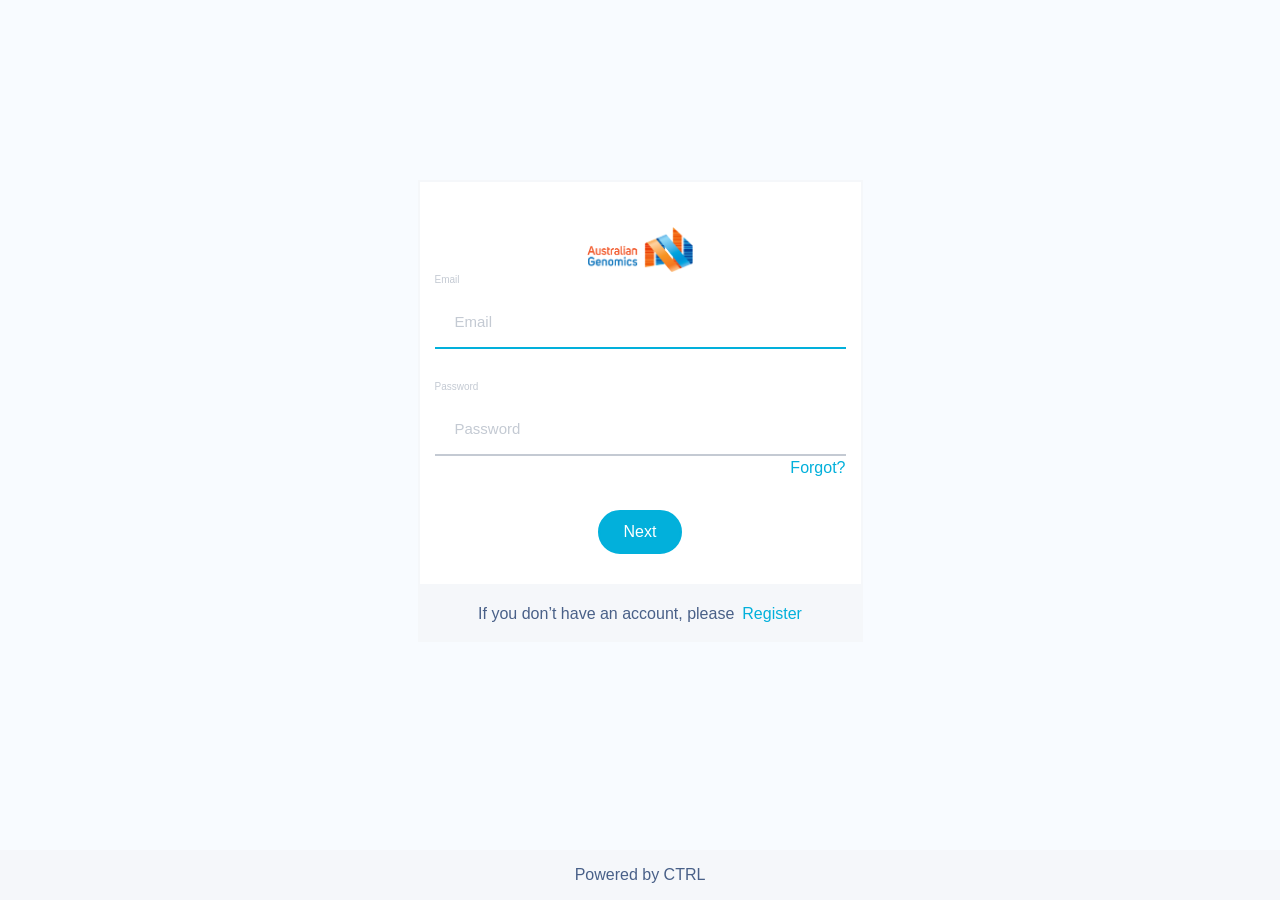 Australian
Genomics
Email
Email
Password
Password
Forgot?
Next
If you don’t have an account, please Register
Powered by CTRL